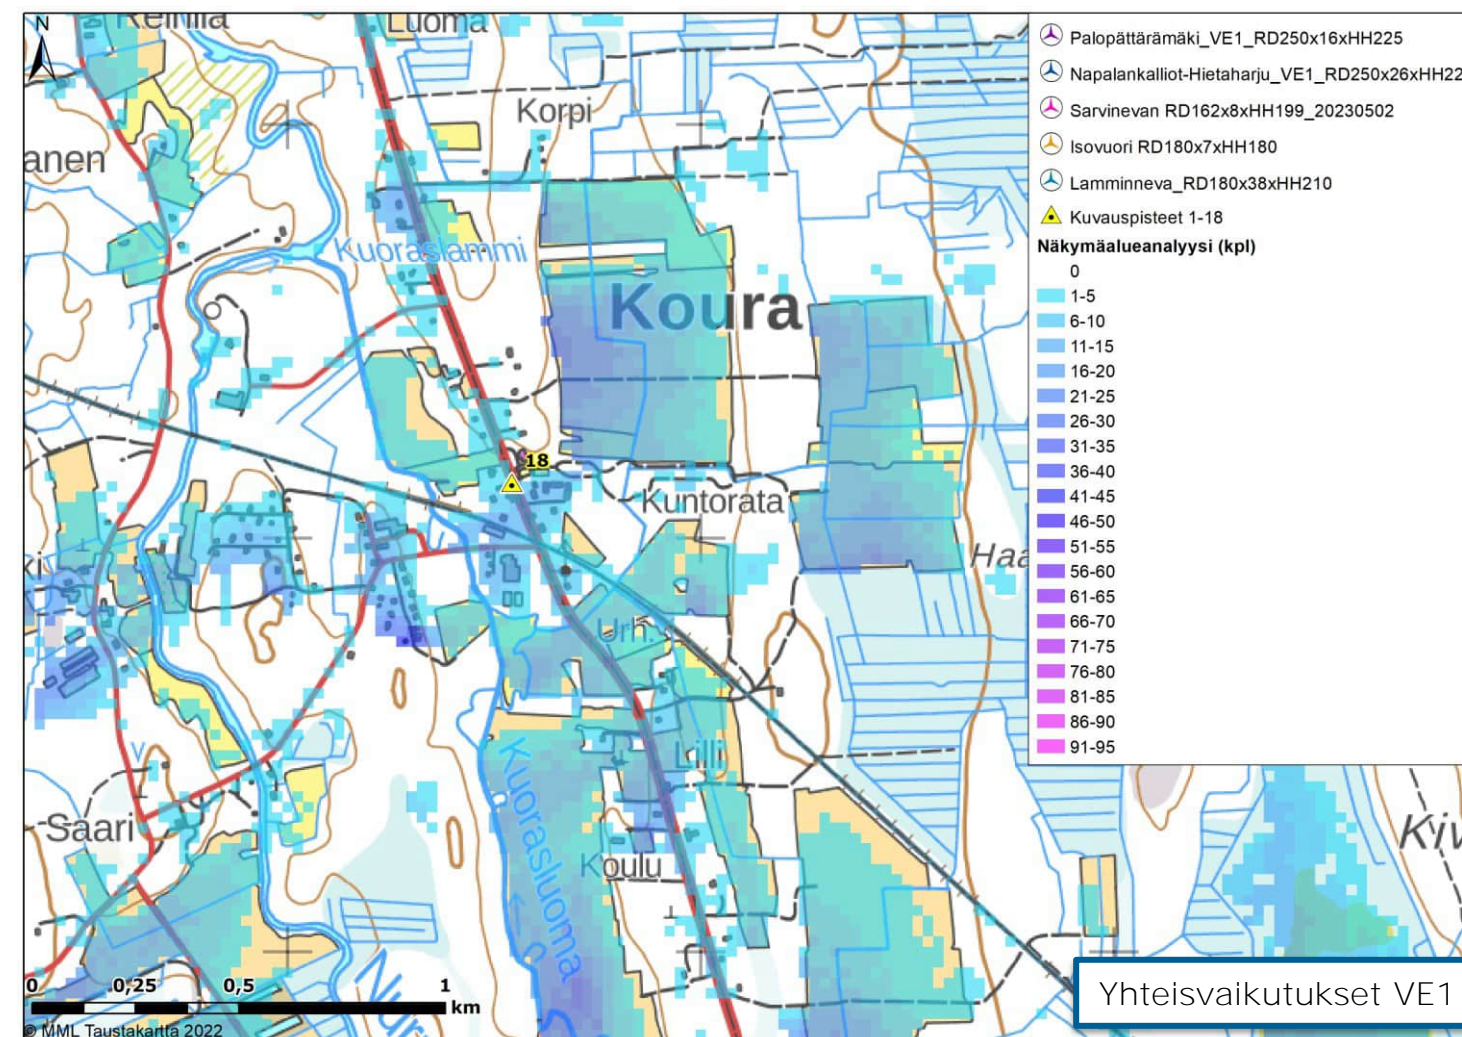 N
Reinilä
Luoma
Korpi
anen
Kuoraslammi
Koura
18
Kuntorata
Haa
ki
Urh.
Lilli
Kuorasluoma
Saari
Koulu
Kiv
Nur
0 0,25 0,5 1
km
© MML Taustakartta 2022
Palopättärämäki_VE1_RD250x16xHH225
Napalankalliot-Hietaharju_VE1_RD250x26xHH22
Sarvinevan RD162x8xHH199_20230502
Isovuori RD180x7xHH180
Lamminneva_RD180x38xHH210
Kuvauspisteet 1-18
Näkymäalueanalyysi (kpl)
0
1-5
6-10
11-15
16-20
21-25
26-30
31-35
36-40
41-45
46-50
51-55
56-60
61-65
66-70
71-75
76-80
81-85
86-90
91-95
Yhteisvaikutukset VE1